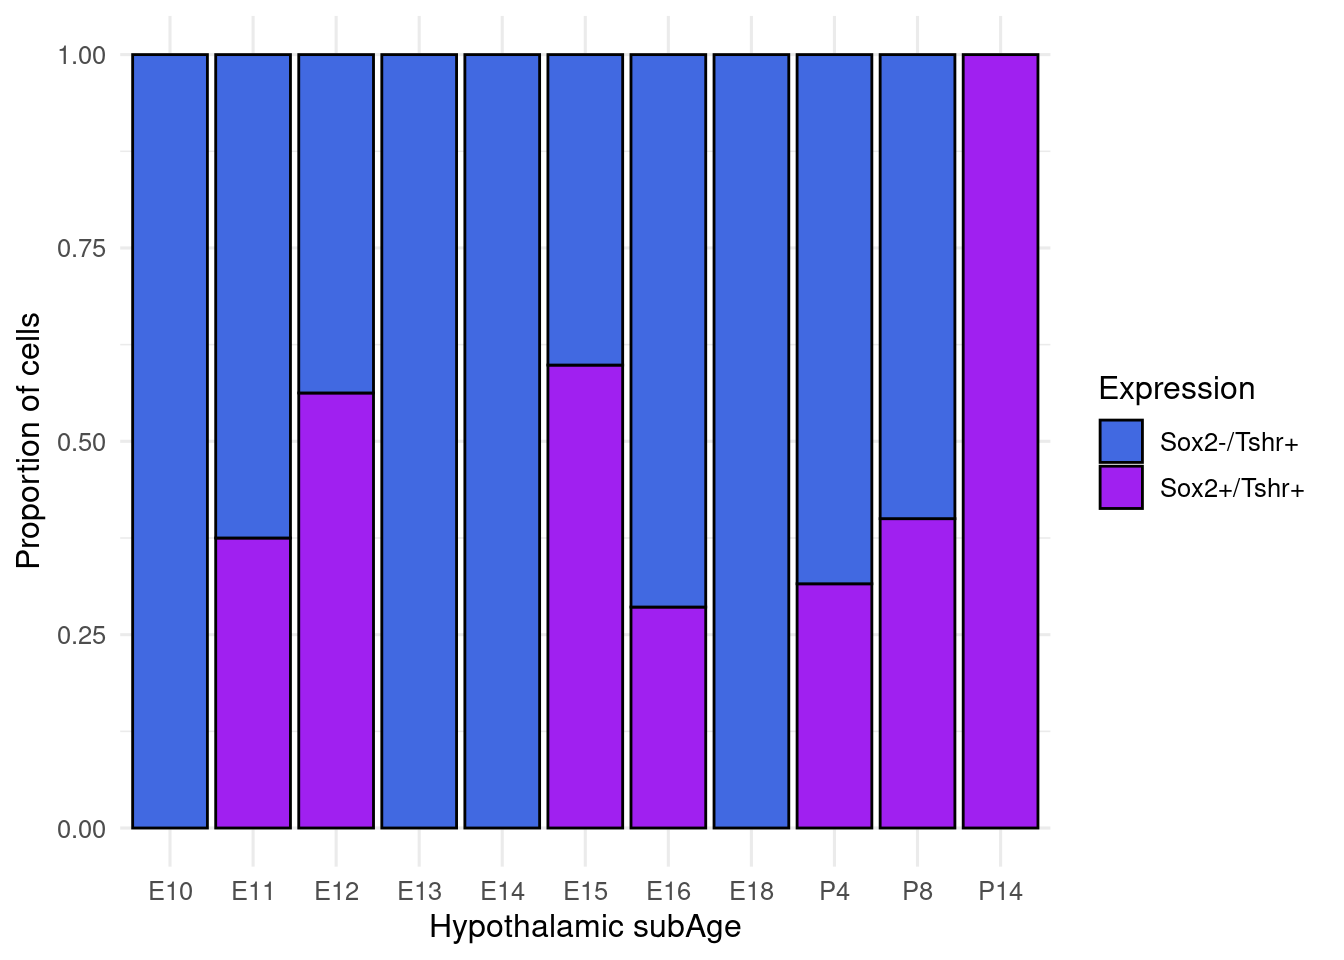 1.00
0.75
0.50
0.25
0.00
Proportion of cells
E10 E11 E12 E13 E14 E15 E16 E18 P4 P8 P14
Hypothalamic subAge
Expression
Sox2-/Tshr+
Sox2+/Tshr+